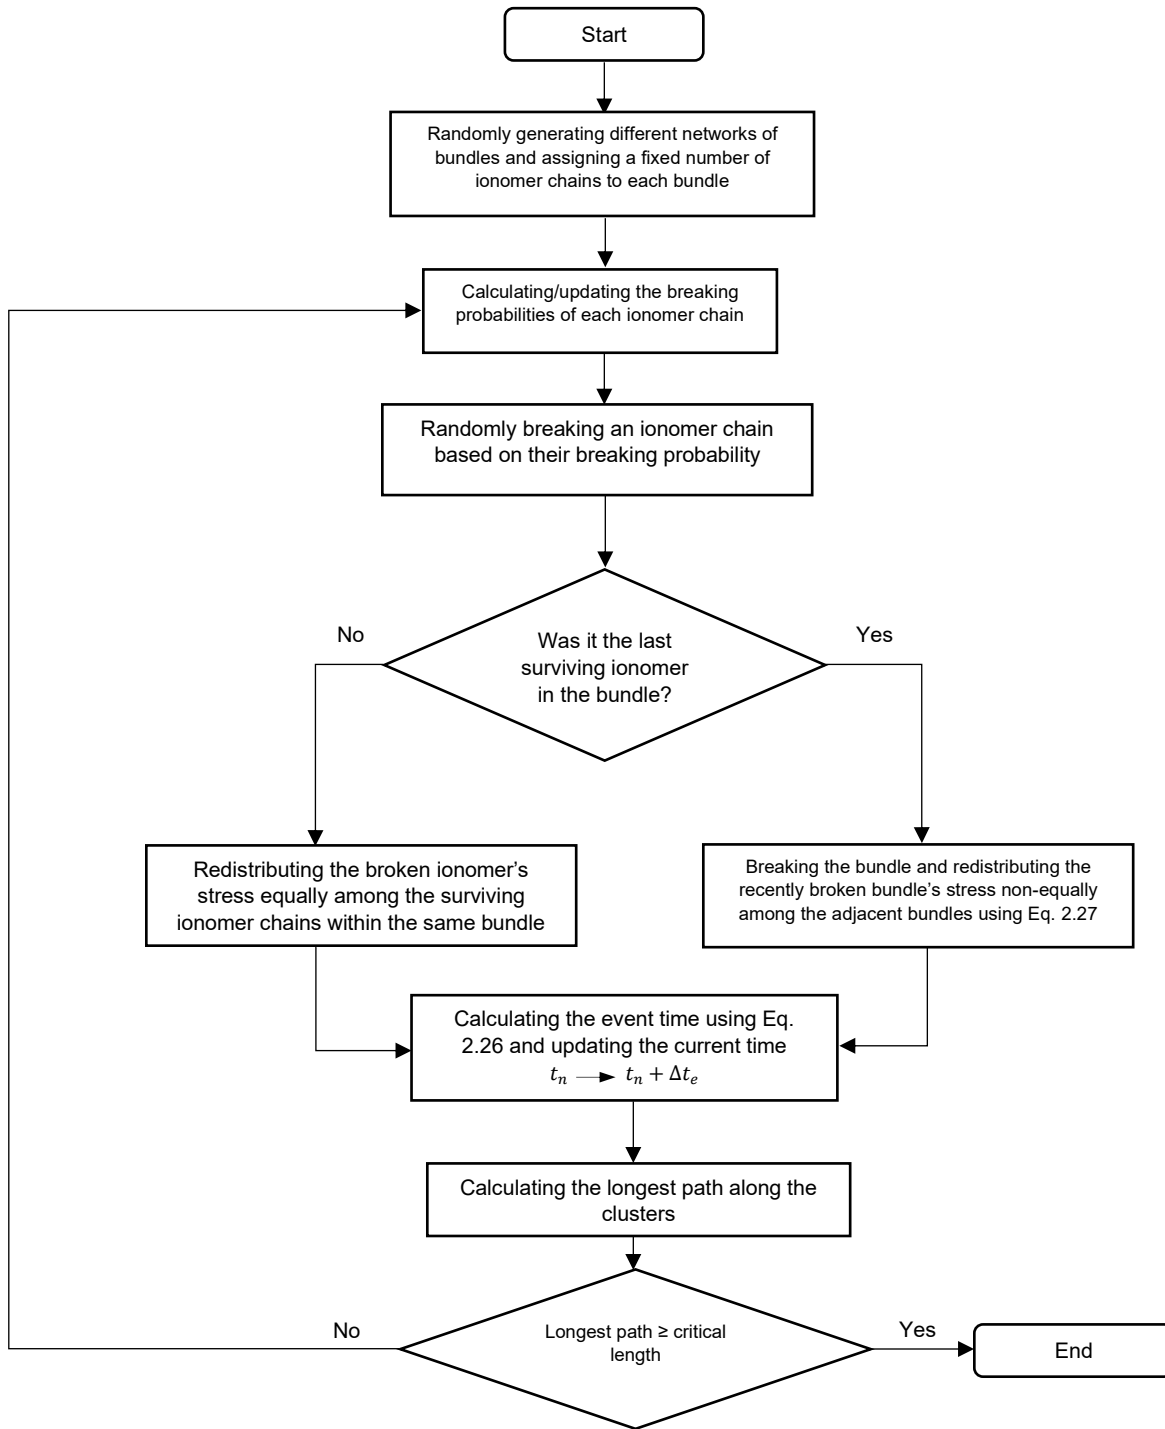 Start
Randomly generating different networks of
bundles and assigning a fixed number of
ionomer chains to each bundle
Calculating/updating the breaking
probabilities of each ionomer chain
Randomly breaking an ionomer chain
based on their breaking probability
No
Yes
Was it the last
surviving ionomer
in the bundle?
Redistributing the broken ionomer’s
stress equally among the surviving
ionomer chains within the same bundle
Breaking the bundle and redistributing the
recently broken bundle’s stress non-equally
among the adjacent bundles using Eq. 2.27
Calculating the event time using Eq.
2.26 and updating the current time
tₙ → tₙ + Δtₑ
Calculating the longest path along the
clusters
No
Yes
Longest path ≥ critical
length
End